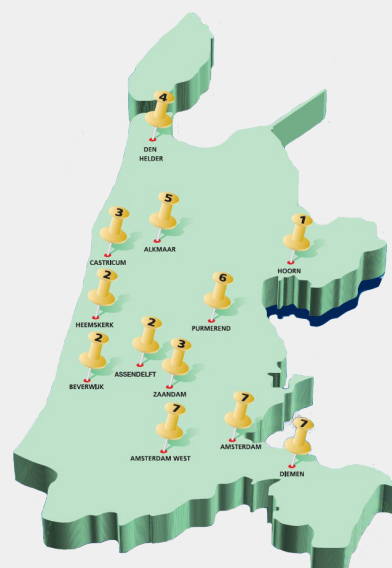 4
DEN
HELDER
5
ALKMAAR
3
CASTRICUM
1
HOORN
2
HEEMSKERK
6
PURMEREND
2
ASSENDELFT
2
BEVERWIJK
3
ZAANDAM
7
AMSTERDAM WEST
7
AMSTERDAM
7
DIEMEN